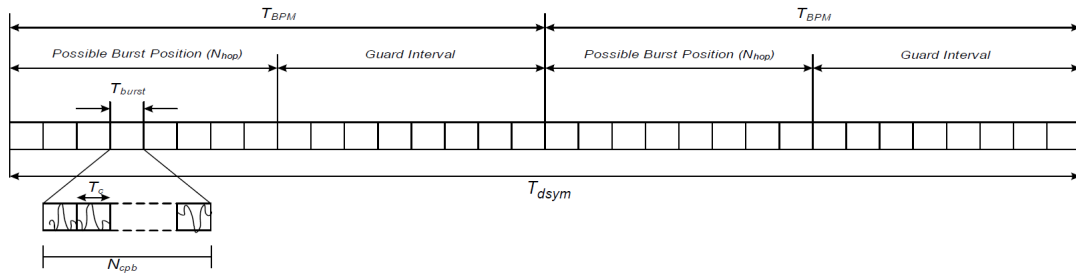 T_BPM T_BPM
Possible Burst Position (N_hop) Guard Interval Possible Burst Position (N_hop) Guard Interval
T_burst
T_dsym
T_c
N_cpb